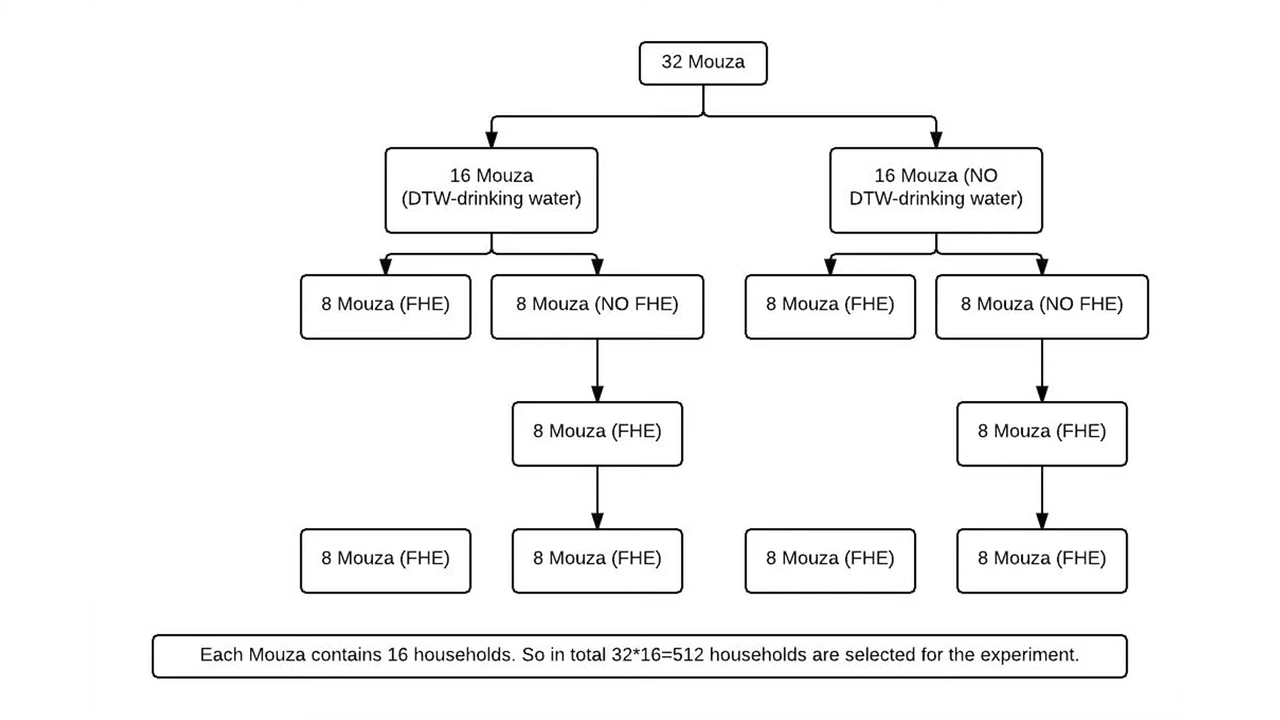 32 Mouza
16 Mouza
(DTW-drinking water)
16 Mouza (NO
DTW-drinking water)
8 Mouza (FHE)
8 Mouza (NO FHE)
8 Mouza (FHE)
8 Mouza (NO FHE)
8 Mouza (FHE)
8 Mouza (FHE)
8 Mouza (FHE)
8 Mouza (FHE)
8 Mouza (FHE)
8 Mouza (FHE)
Each Mouza contains 16 households. So in total 32*16=512 households are selected for the experiment.